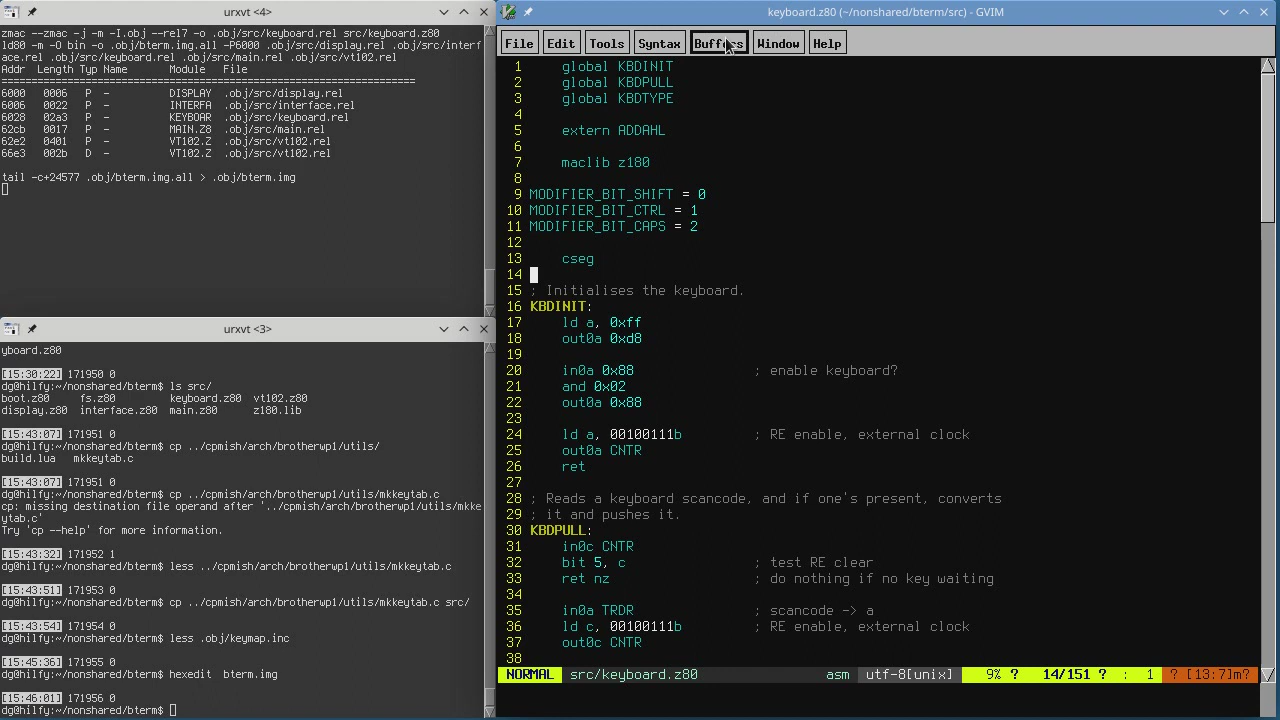 urxvt <4>
zmac --zmac -j -m -I.obj --rel7 -o .obj/src/keyboard.rel src/keyboard.z80
ld80 -m -O bin -o .obj/bterm.img.all -P6000 .obj/src/display.rel .obj/src/interf
ace.rel .obj/src/keyboard.rel .obj/src/main.rel .obj/src/vt102.rel
Addr Length Typ Name Module File
======================================================================
6000 0006 P - DISPLAY .obj/src/display.rel
6006 0022 P - INTERFA .obj/src/interface.rel
6028 02a3 P - KEYBOAR .obj/src/keyboard.rel
62cb 0017 P - MAIN.Z8 .obj/src/main.rel
62e2 0401 P - VT102.Z .obj/src/vt102.rel
66e3 002b D - VT102.Z .obj/src/vt102.rel
tail -c+24577 .obj/bterm.img.all > .obj/bterm.img
urxvt <3>
yboard.z80
[15:30:22] 171950 0
dg@hilfy:~/nonshared/bterm$ ls src/
boot.z80 fs.z80 keyboard.z80 vt102.z80
display.z80 interface.z80 main.z80 z180.lib
[15:43:07] 171951 0
dg@hilfy:~/nonshared/bterm$ cp ../cpmish/arch/brotherwp1/utils/
build.lua mkkeytab.c
[15:43:07] 171951 0
dg@hilfy:~/nonshared/bterm$ cp ../cpmish/arch/brotherwp1/utils/mkkeytab.c
cp: missing destination file operand after '../cpmish/arch/brotherwp1/utils/mkke
ytab.c'
Try 'cp --help' for more information.
[15:43:32] 171952 1
dg@hilfy:~/nonshared/bterm$ less ../cpmish/arch/brotherwp1/utils/mkkeytab.c
[15:43:51] 171953 0
dg@hilfy:~/nonshared/bterm$ cp ../cpmish/arch/brotherwp1/utils/mkkeytab.c src/
[15:43:54] 171954 0
dg@hilfy:~/nonshared/bterm$ less .obj/keymap.inc
[15:45:36] 171955 0
dg@hilfy:~/nonshared/bterm$ hexedit bterm.img
[15:46:01] 171956 0
dg@hilfy:~/nonshared/bterm$
keyboard.z80 (~/nonshared/bterm/src) - GVIM
File Edit Tools Syntax Buffers Window Help
1 global KBDINIT
2 global KBDPULL
3 global KBDTYPE
4
5 extern ADDAHL
6
7 maclib z180
8
9 MODIFIER_BIT_SHIFT = 0
10 MODIFIER_BIT_CTRL = 1
11 MODIFIER_BIT_CAPS = 2
12
13 cseg
14
15 ; Initialises the keyboard.
16 KBDINIT:
17 ld a, 0xff
18 out0a 0xd8
19
20 in0a 0x88 ; enable keyboard?
21 and 0x02
22 out0a 0x88
23
24 ld a, 00100111b ; RE enable, external clock
25 out0a CNTR
26 ret
27
28 ; Reads a keyboard scancode, and if one's present, converts
29 ; it and pushes it.
30 KBDPULL:
31 in0c CNTR
32 bit 5, c ; test RE clear
33 ret nz ; do nothing if no key waiting
34
35 in0a TRDR ; scancode -> a
36 ld c, 00100111b ; RE enable, external clock
37 out0c CNTR
38
NORMAL src/keyboard.z80 asm utf-8[unix] 9% ? 14/151 ? : 1 ? [13:7]m?